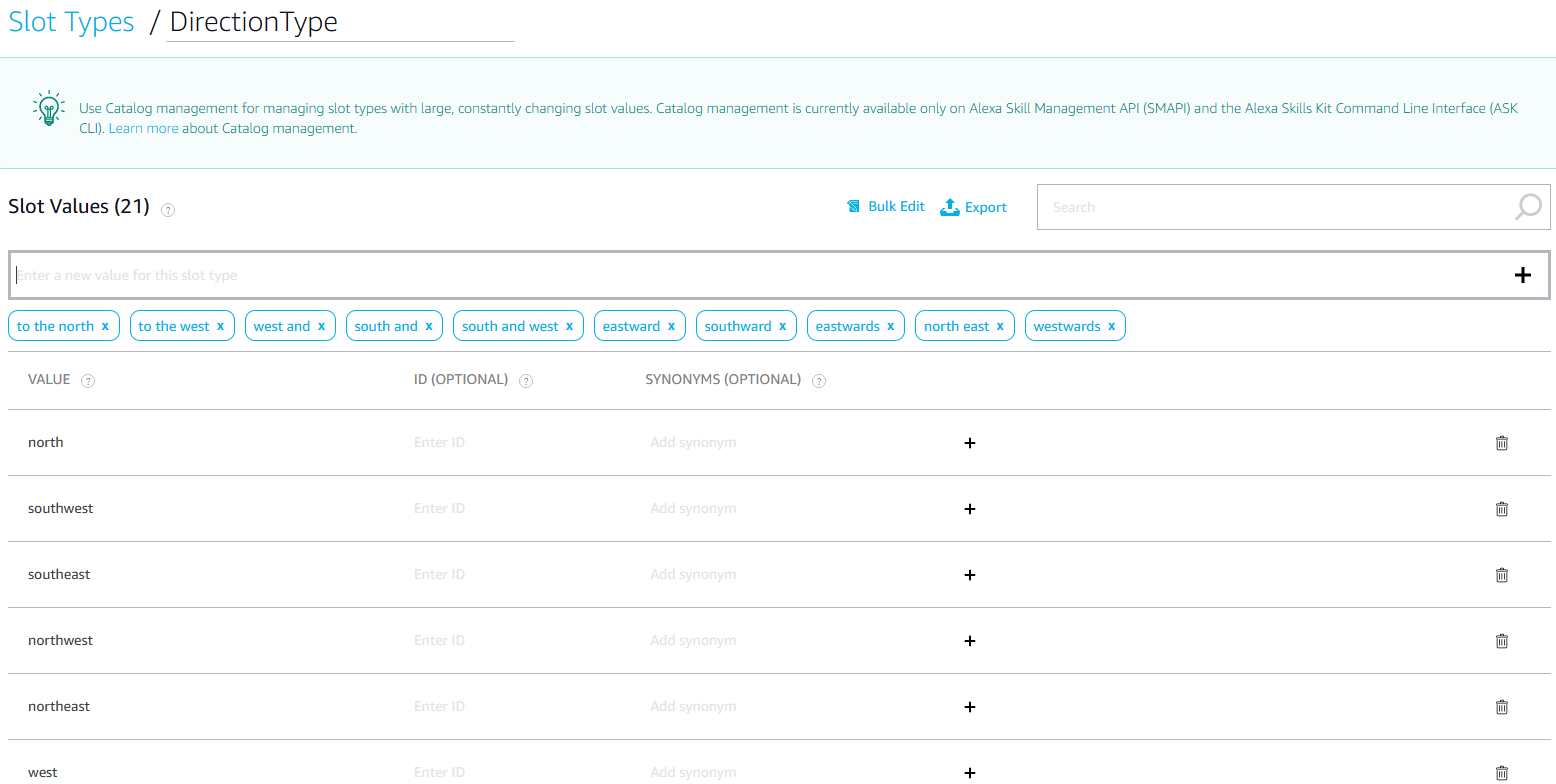 Slot Types / DirectionType
Use Catalog management for managing slot types with large, constantly changing slot values. Catalog management is currently available only on Alexa Skill Management API (SMAPI) and the Alexa Skills Kit Command Line Interface (ASK
CLI). Learn more about Catalog management.
Slot Values (21) ? Bulk Edit Export Search
Enter a new value for this slot type +
to the north x to the west x west and x south and x south and west x eastward x southward x eastwards x north east x westwards x
VALUE ? ID (OPTIONAL) ? SYNONYMS (OPTIONAL) ?
north Enter ID Add synonym +
southwest Enter ID Add synonym +
southeast Enter ID Add synonym +
northwest Enter ID Add synonym +
northeast Enter ID Add synonym +
west Enter ID Add synonym +